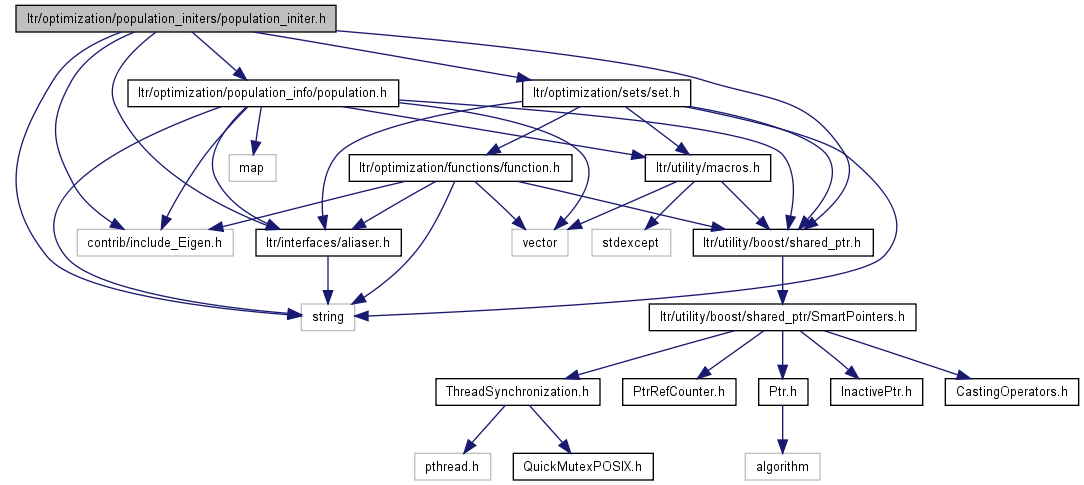 ltr/optimization/population_initers/population_initer.h
ltr/optimization/population_info/population.h
ltr/optimization/sets/set.h
map
ltr/optimization/functions/function.h
ltr/utility/macros.h
contrib/include_Eigen.h
ltr/interfaces/aliaser.h
vector
stdexcept
ltr/utility/boost/shared_ptr.h
string
ltr/utility/boost/shared_ptr/SmartPointers.h
ThreadSynchronization.h
PtrRefCounter.h
Ptr.h
InactivePtr.h
CastingOperators.h
pthread.h
QuickMutexPOSIX.h
algorithm